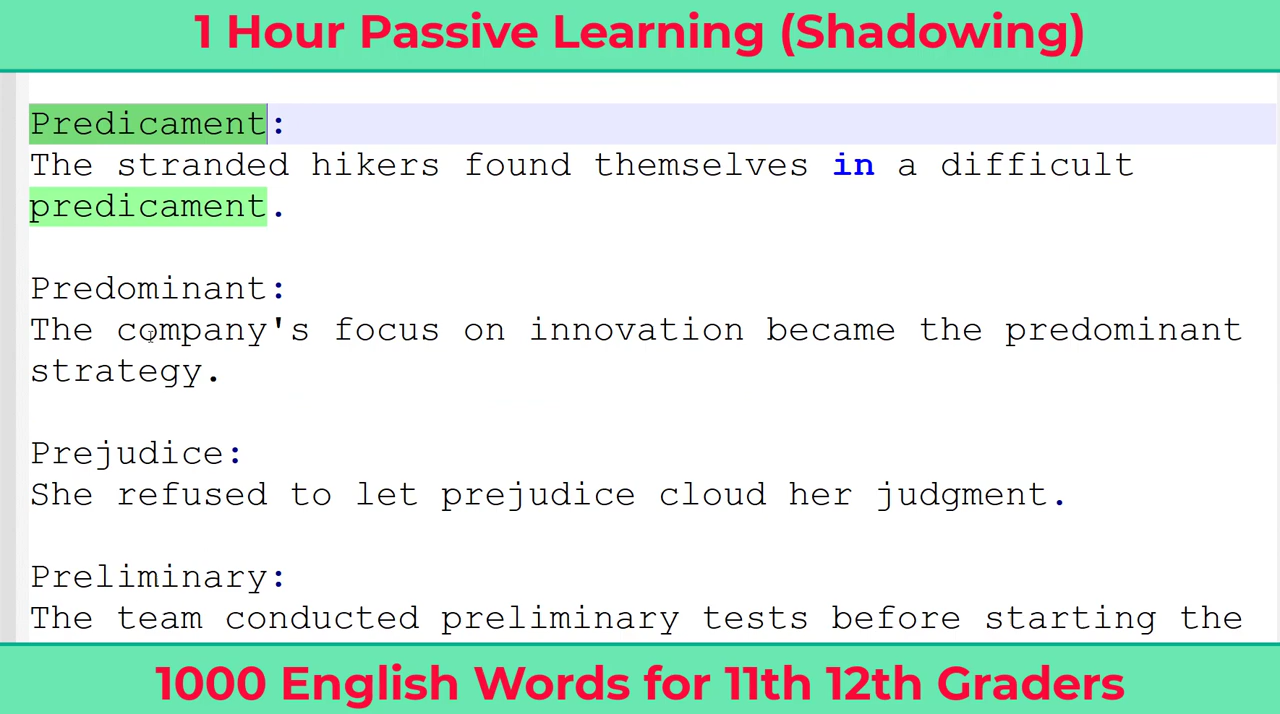 1 Hour Passive Learning (Shadowing)
Predicament:
The stranded hikers found themselves in a difficult
predicament.
Predominant:
The company's focus on innovation became the predominant
strategy.
Prejudice:
She refused to let prejudice cloud her judgment.
Preliminary:
The team conducted preliminary tests before starting the
1000 English Words for 11th 12th Graders